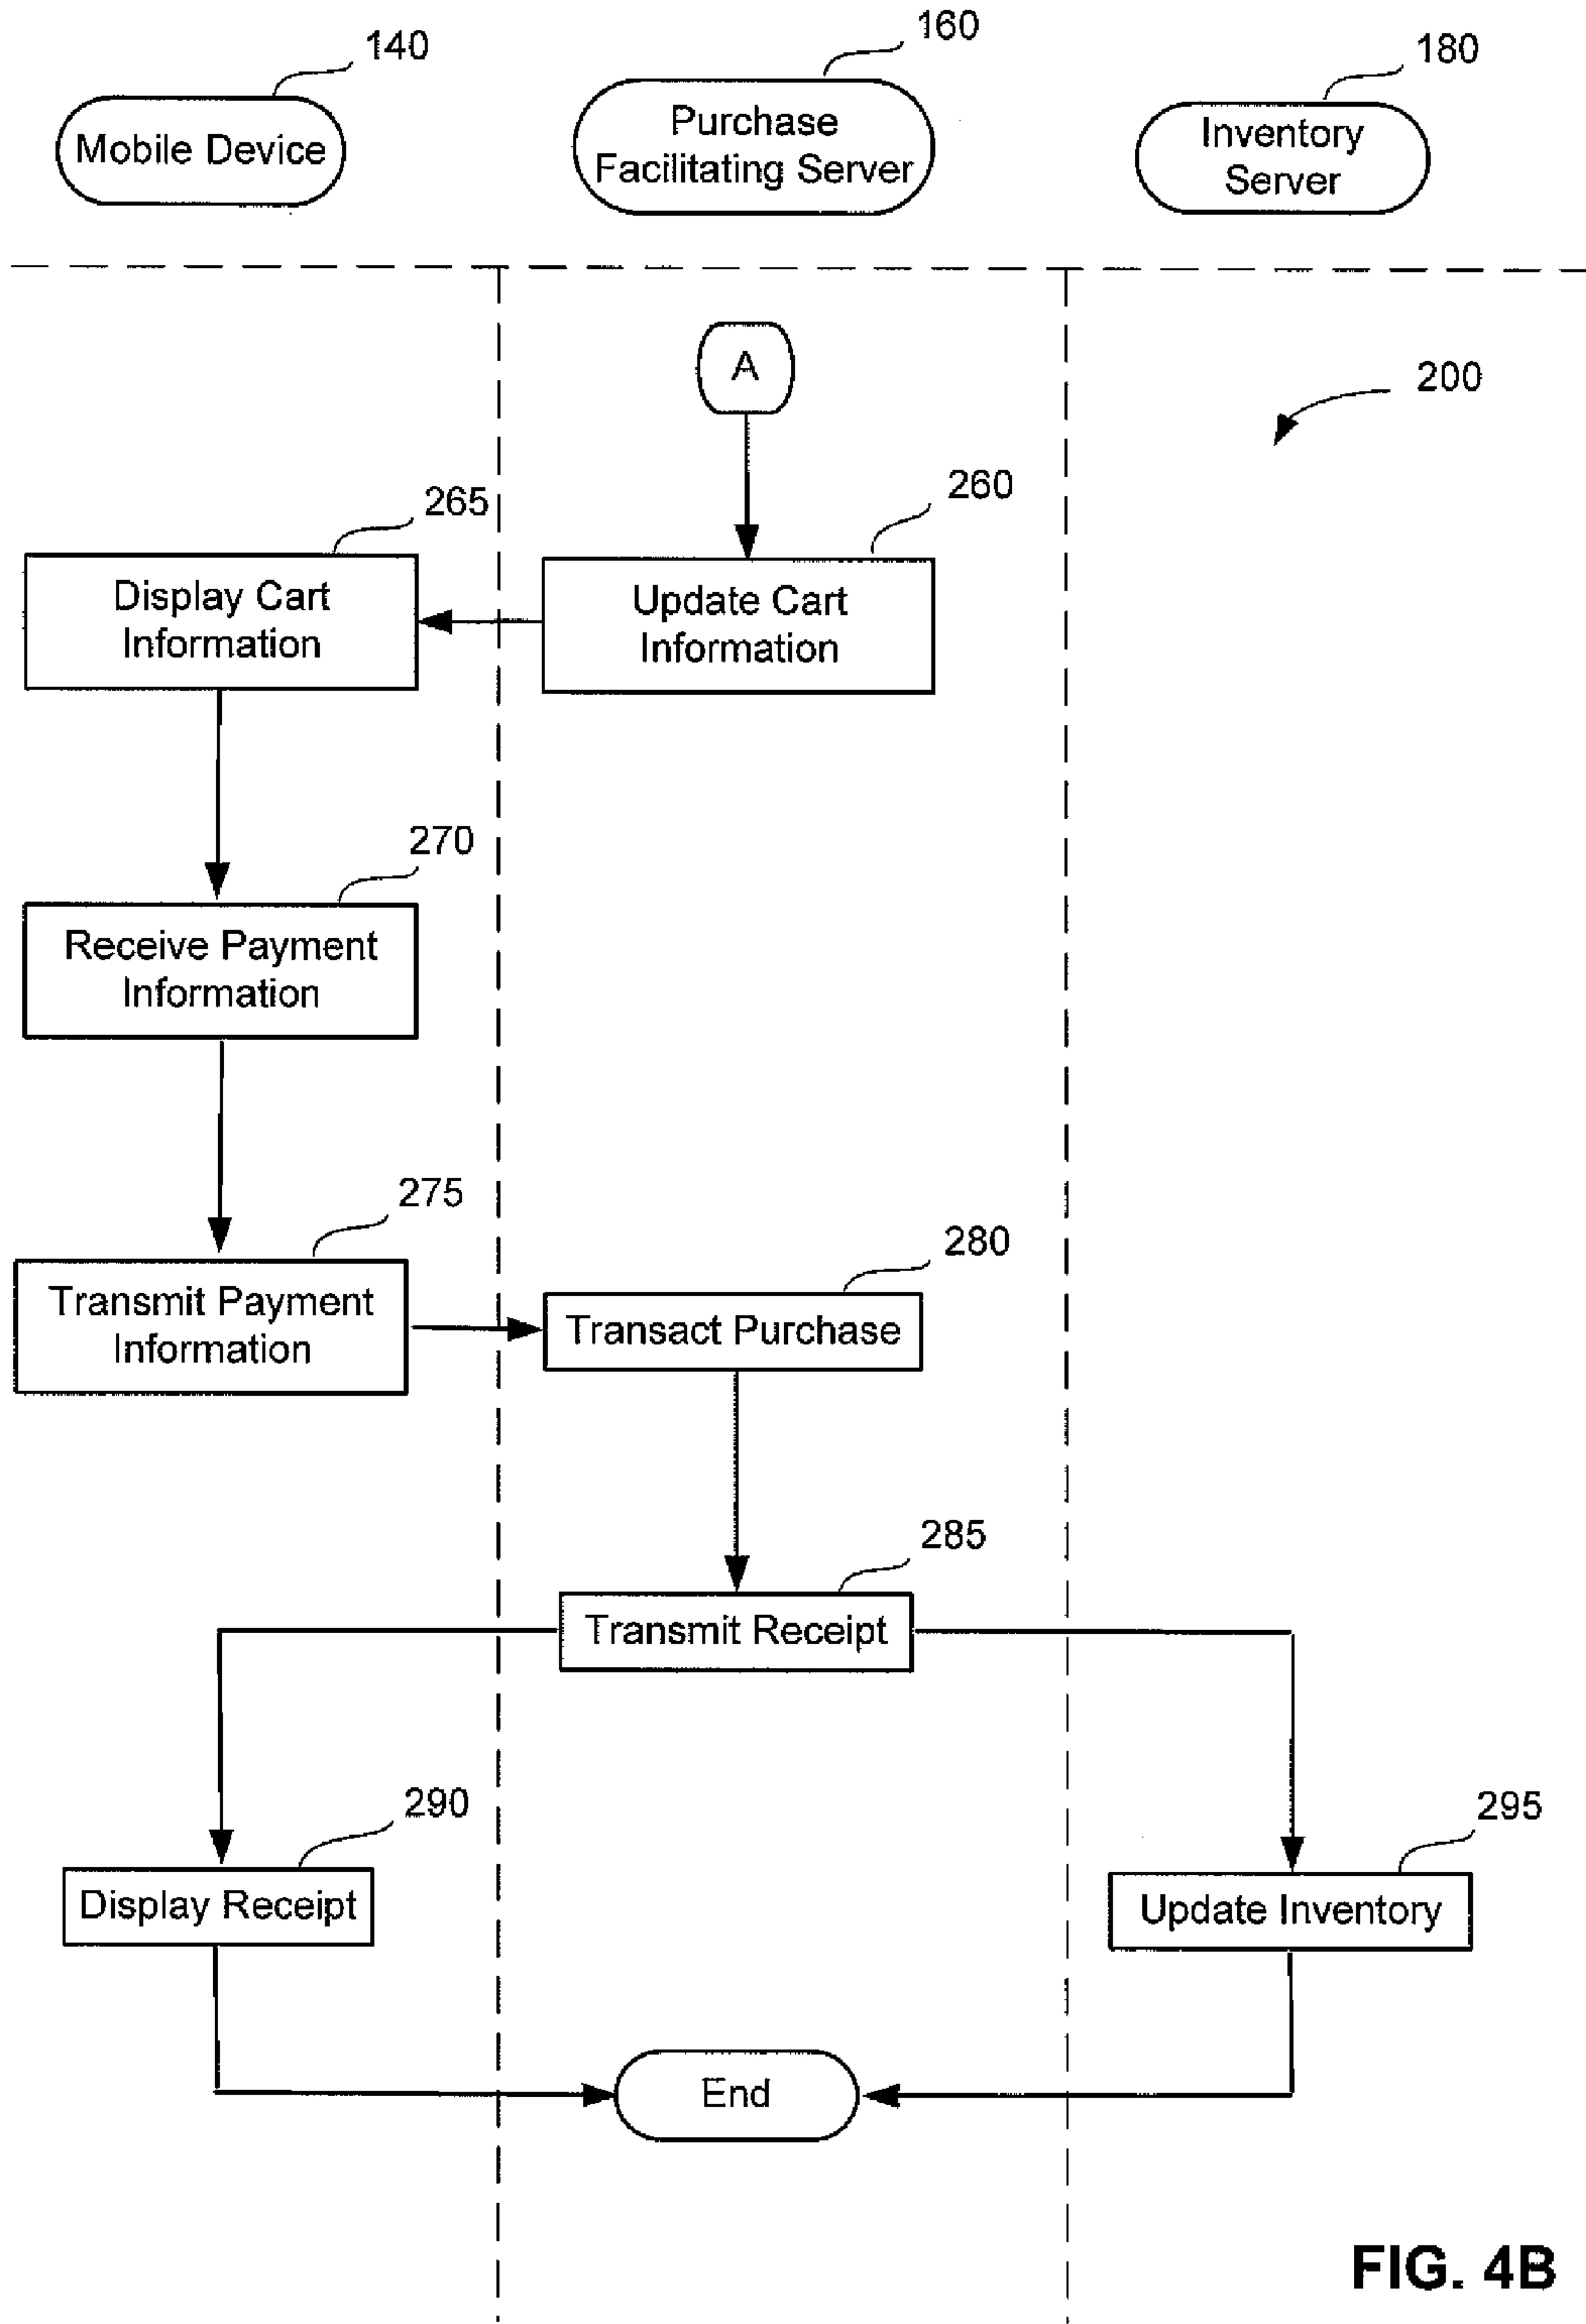 140
160
180
Mobile Device
Purchase
Facilitating Server
Inventory
Server
A
200
265
260
Display Cart
Information
Update Cart
Information
270
Receive Payment
Information
275
280
Transmit Payment
Information
Transact Purchase
285
Transmit Receipt
290
295
Display Receipt
Update Inventory
End
FIG. 4B